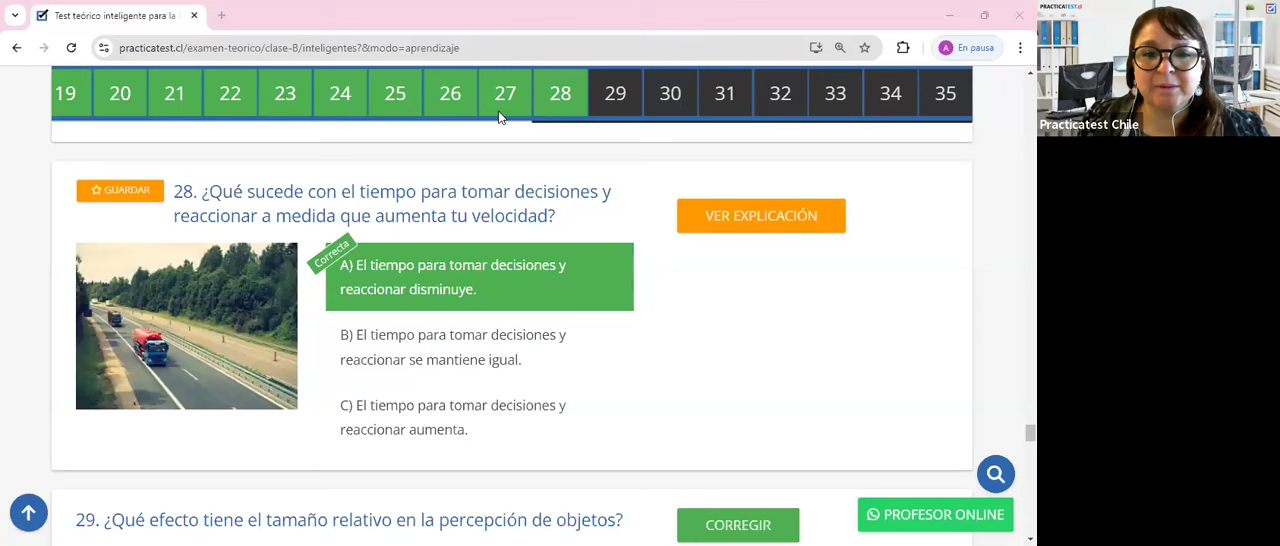 Test teórico inteligente para la
practicatest.cl/examen-teorico/clase-B/inteligentes?&modo=aprendizaje
A
En pausa
PRACTICATEST.cl
Practicatest Chile
19 20 21 22 23 24 25 26 27 28 29 30 31 32 33 34 35
GUARDAR
28. ¿Qué sucede con el tiempo para tomar decisiones y
reaccionar a medida que aumenta tu velocidad?
VER EXPLICACIÓN
Correcta
A) El tiempo para tomar decisiones y
reaccionar disminuye.
B) El tiempo para tomar decisiones y
reaccionar se mantiene igual.
C) El tiempo para tomar decisiones y
reaccionar aumenta.
29. ¿Qué efecto tiene el tamaño relativo en la percepción de objetos?
CORREGIR
PROFESOR ONLINE